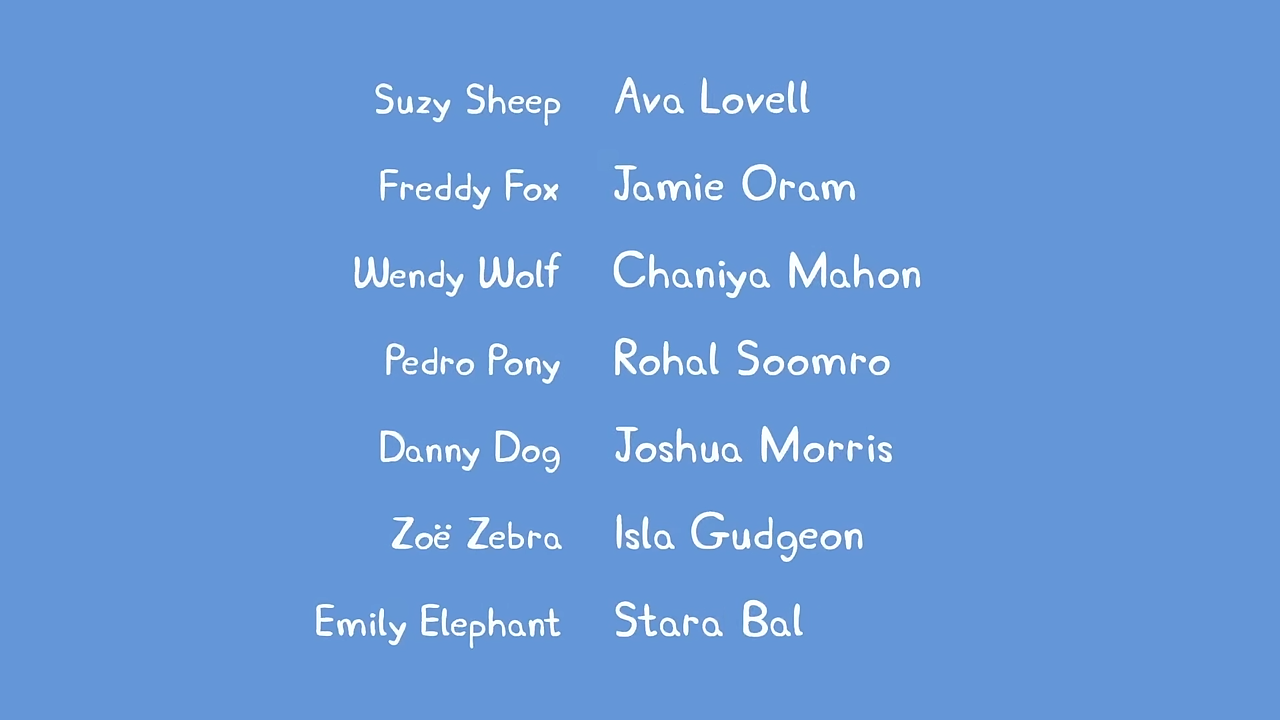 Suzy Sheep Ava Lovell
Freddy Fox Jamie Oram
Wendy Wolf Chaniya Mahon
Pedro Pony Rohal Soomro
Danny Dog Joshua Morris
Zoë Zebra Isla Gudgeon
Emily Elephant Stara Bal